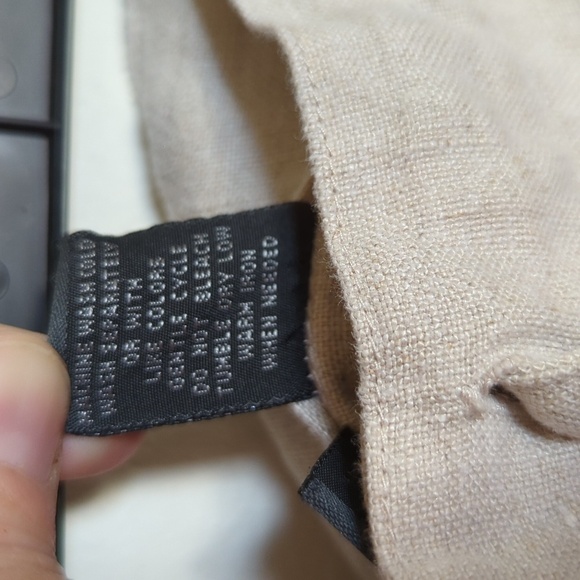 MACHINE WASH COLD
WASH SEPARATELY
OR WITH
LIKE COLORS
GENTLE CYCLE
DO NOT BLEACH
TUMBLE DRY LOW
WARM IRON
WHEN NEEDED